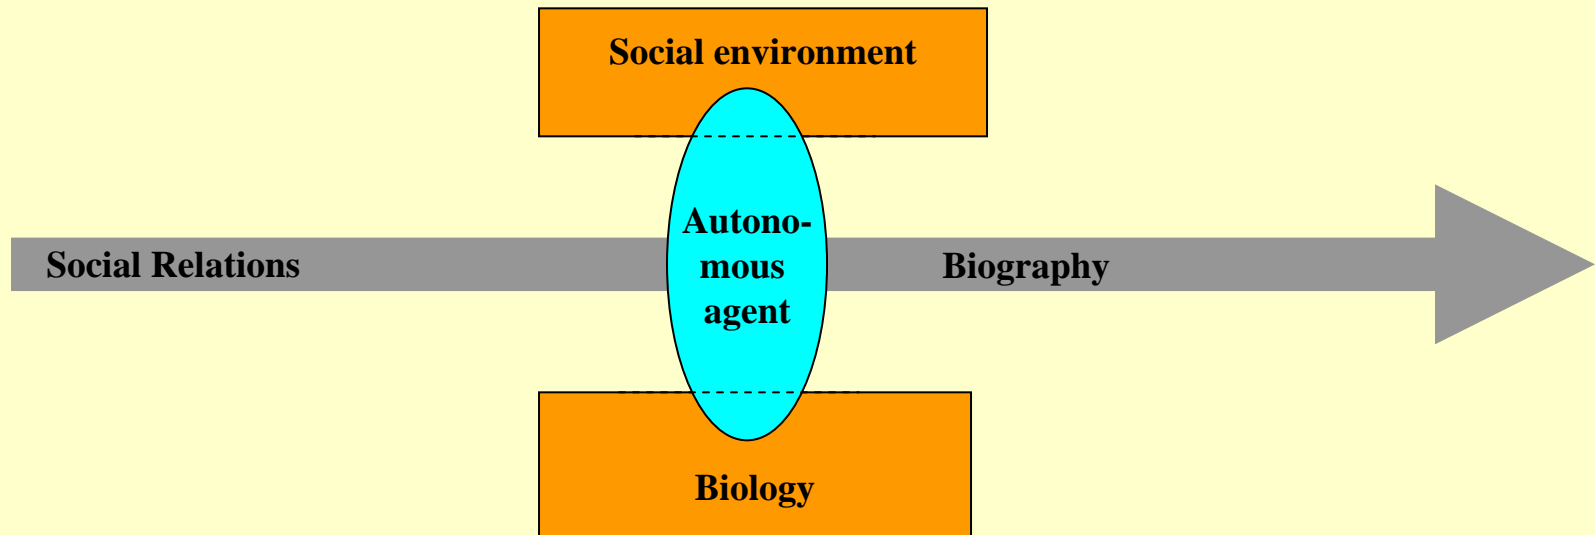 Social environment
Autono-
mous
agent
Social Relations
Biography
Biology